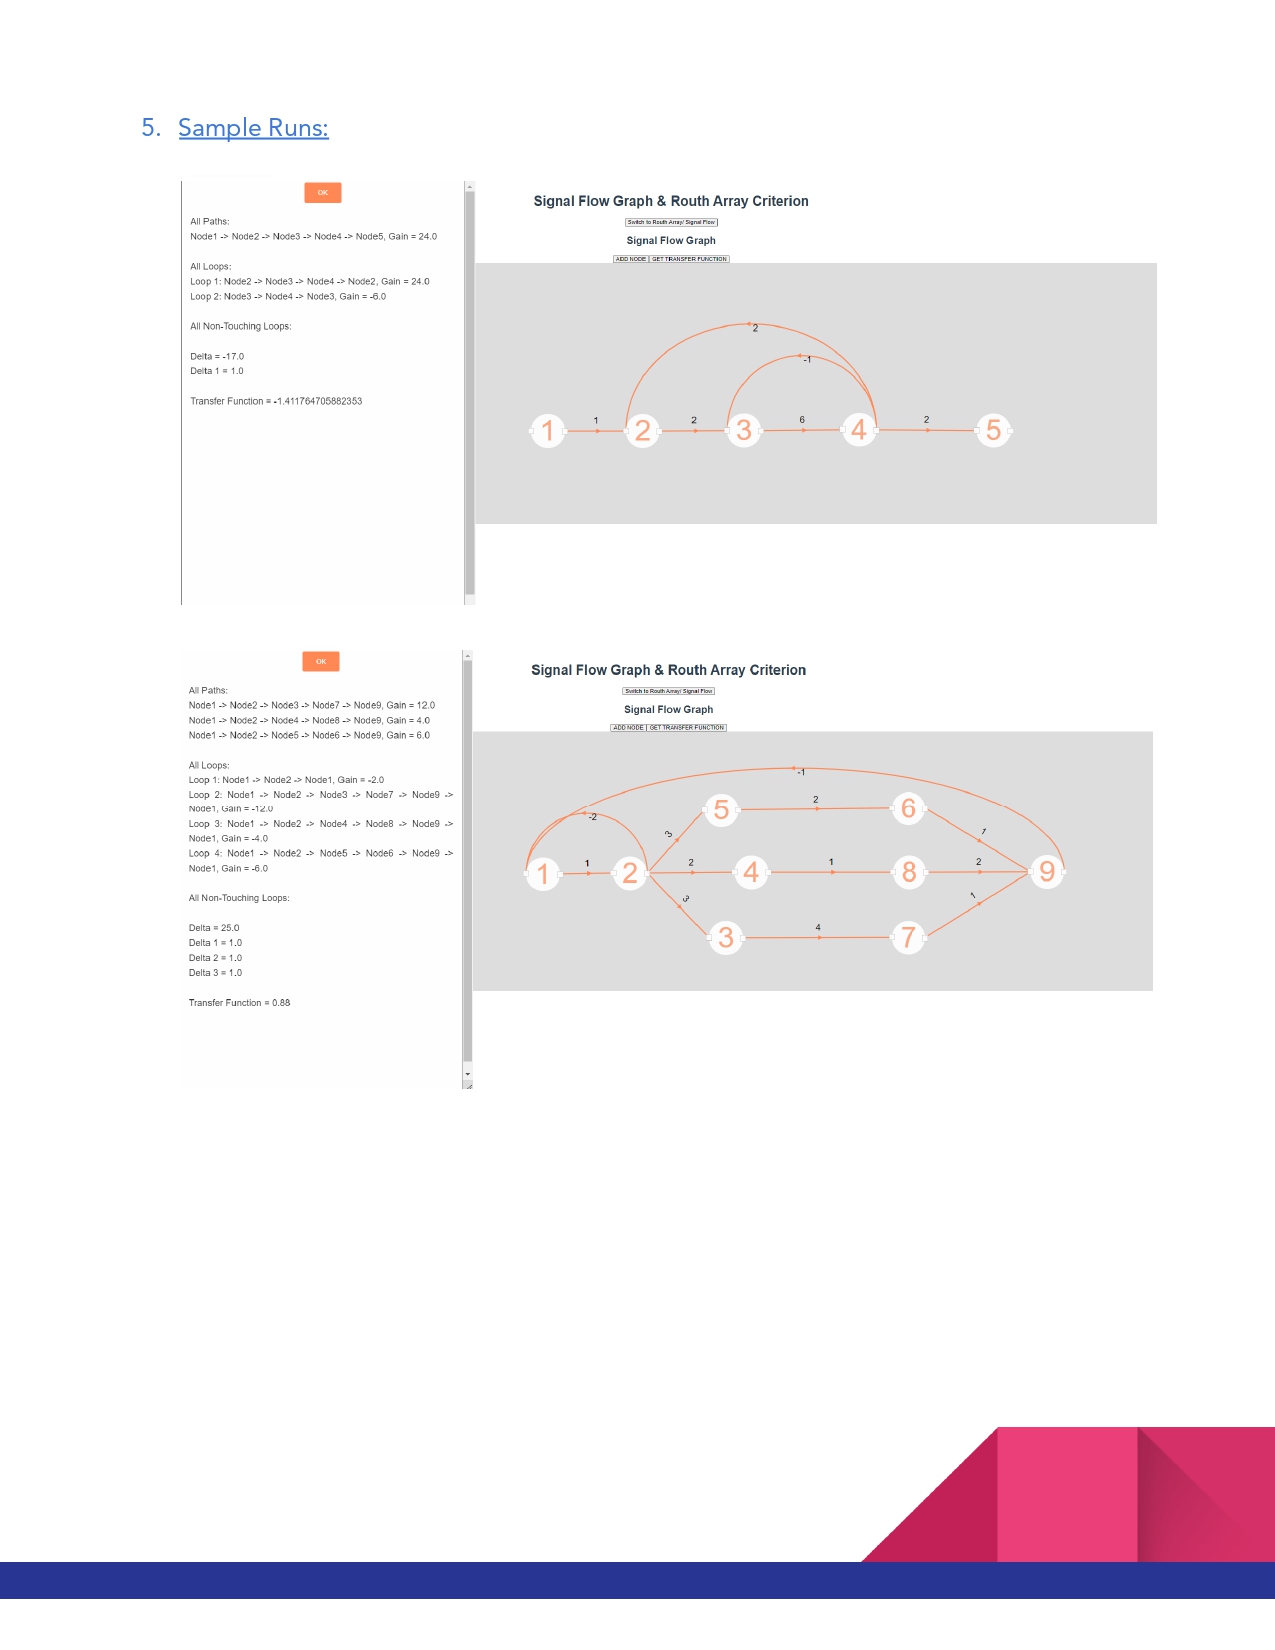 5. Sample Runs:
OK
All Paths:
Node1 -> Node2 -> Node3 -> Node4 -> Node5, Gain = 24.0
All Loops:
Loop 1: Node2 -> Node3 -> Node4 -> Node2, Gain = 24.0
Loop 2: Node3 -> Node4 -> Node3, Gain = -6.0
All Non-Touching Loops:
Delta = -17.0
Delta 1 = 1.0
Transfer Function = -1.411764705882353
Signal Flow Graph & Routh Array Criterion
Switch to Routh Array/ Signal Flow
Signal Flow Graph
ADD NODE GET TRANSFER FUNCTION
2
-1
1 2 6 2
1 2 3 4 5
OK
All Paths:
Node1 -> Node2 -> Node3 -> Node7 -> Node9, Gain = 12.0
Node1 -> Node2 -> Node4 -> Node8 -> Node9, Gain = 4.0
Node1 -> Node2 -> Node5 -> Node6 -> Node9, Gain = 6.0
All Loops:
Loop 1: Node1 -> Node2 -> Node1, Gain = -2.0
Loop 2: Node1 -> Node2 -> Node3 -> Node7 -> Node9 ->
Node1, Gain = -12.0
Loop 3: Node1 -> Node2 -> Node4 -> Node8 -> Node9 ->
Node1, Gain = -4.0
Loop 4: Node1 -> Node2 -> Node5 -> Node6 -> Node9 ->
Node1, Gain = -6.0
All Non-Touching Loops:
Delta = 25.0
Delta 1 = 1.0
Delta 2 = 1.0
Delta 3 = 1.0
Transfer Function = 0.88
Signal Flow Graph & Routh Array Criterion
Switch to Routh Array/ Signal Flow
Signal Flow Graph
ADD NODE GET TRANSFER FUNCTION
-1
2
5 6
-2
3 1
1 2 1 2
1 2 4 8 9
3 1
4
3 7